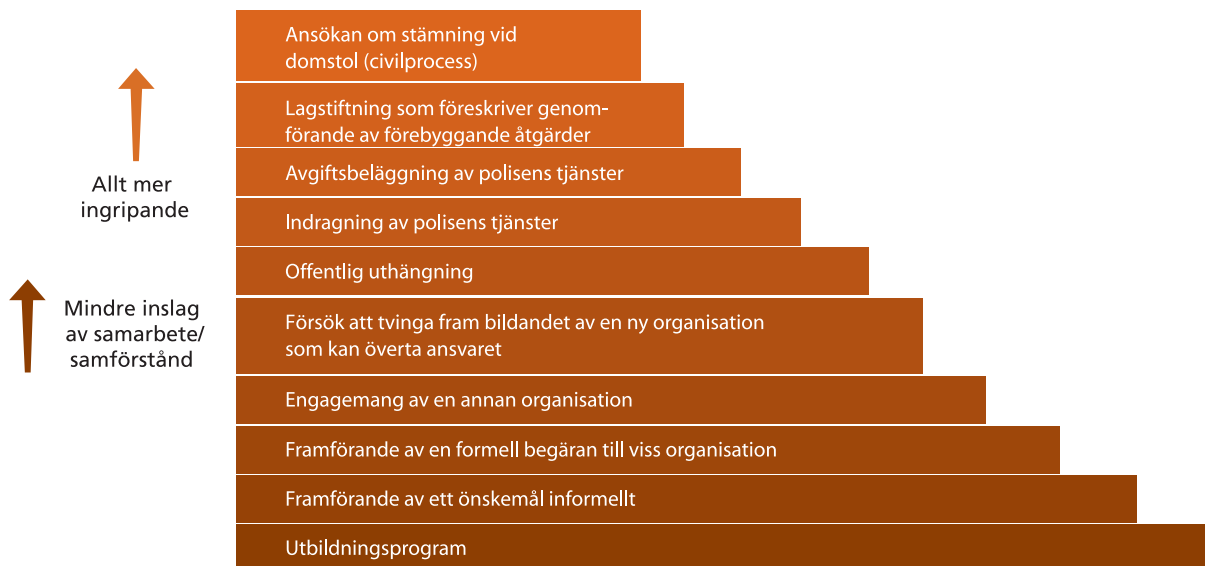 Ansökan om stämning vid
domstol (civilprocess)
Lagstiftning som föreskriver genom-
förande av förebyggande åtgärder
Avgiftsbeläggning av polisens tjänster
Allt mer
ingripande
Indragning av polisens tjänster
Offentlig uthängning
Mindre inslag
av samarbete/
samförstånd
Försök att tvinga fram bildandet av en ny organisation
som kan överta ansvaret
Engagemang av en annan organisation
Framförande av en formell begäran till viss organisation
Framförande av ett önskemål informellt
Utbildningsprogram